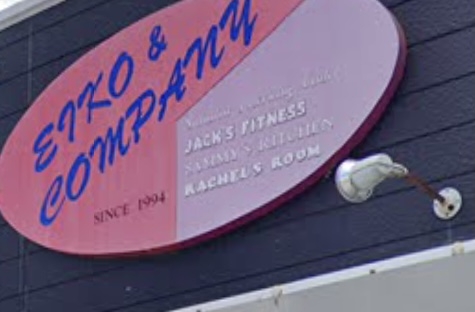 EIKO &
COMPANY
SINCE 1994
JACK'S FITNESS
SAMMY'S KITCHEN
RACHEL'S ROOM